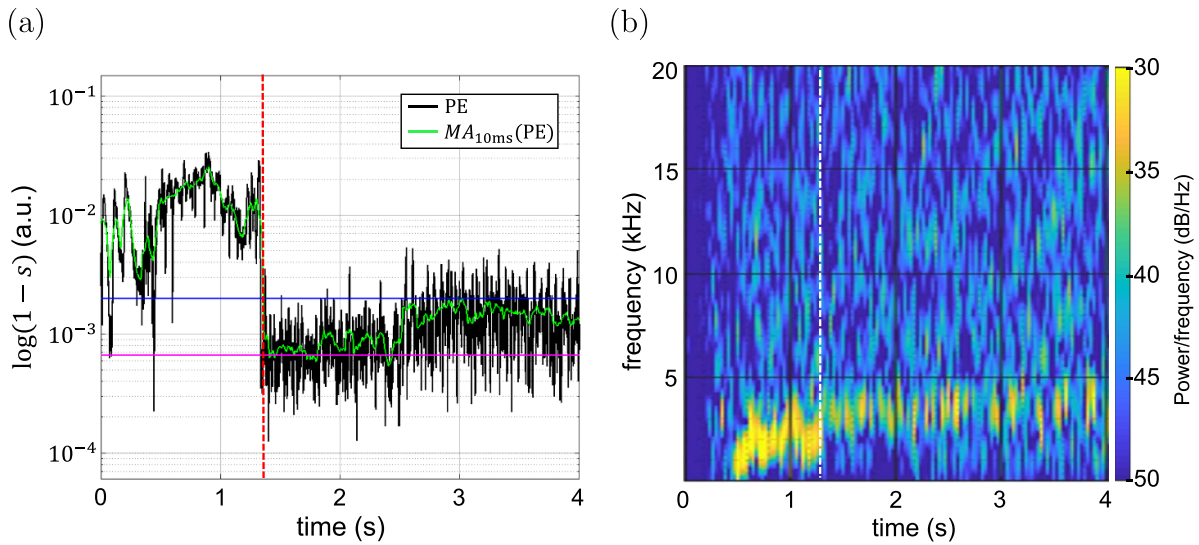 (a)
10⁻¹
10⁻²
10⁻³
10⁻⁴
log(1 − s) (a.u.)
PE
MA₁₀ₘₛ(PE)
0 1 2 3 4
time (s)
(b)
20
15
10
5
frequency (kHz)
0 1 2 3 4
time (s)
-30
-35
-40
-45
-50
Power/frequency (dB/Hz)